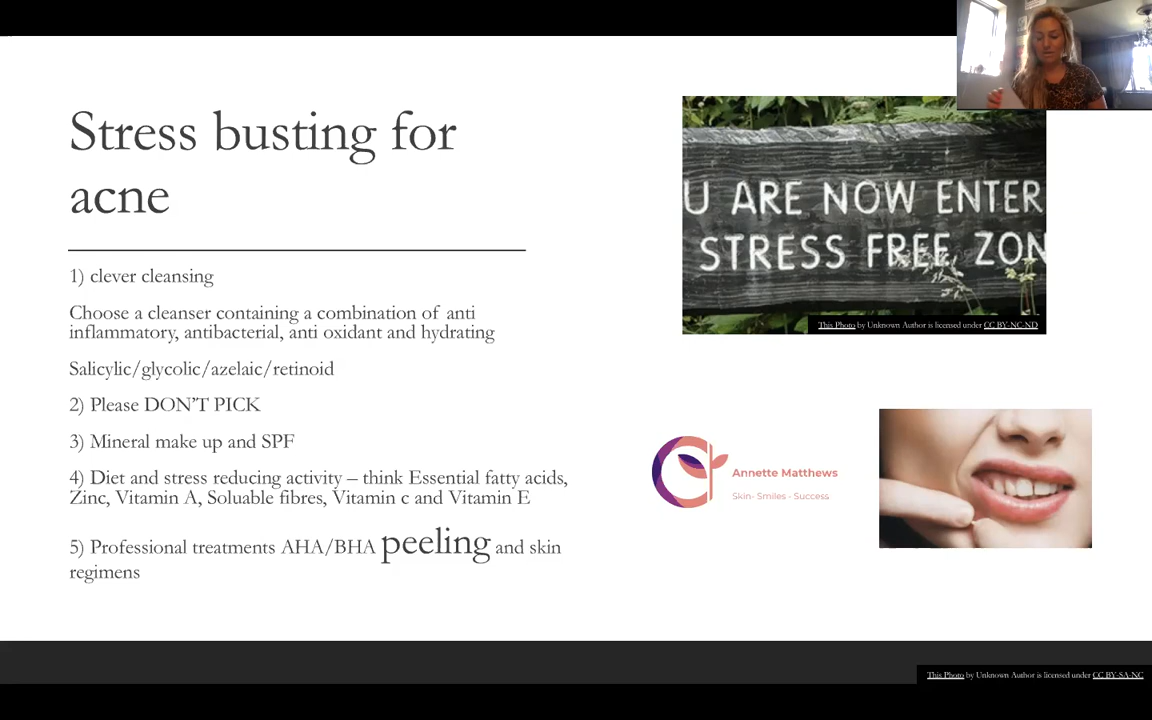 Stress busting for
acne
1) clever cleansing
Choose a cleanser containing a combination of anti
inflammatory, antibacterial, anti oxidant and hydrating
Salicylic/glycolic/azelaic/retinoid
2) Please DON'T PICK
3) Mineral make up and SPF
4) Diet and stress reducing activity – think Essential fatty acids,
Zinc, Vitamin A, Soluable fibres, Vitamin c and Vitamin E
5) Professional treatments AHA/BHA peeling and skin
regimens
U ARE NOW ENTER
STRESS FREE ZON
This Photo by Unknown Author is licensed under CC BY-NC-ND
Annette Matthews
Skin- Smiles - Success
This Photo by Unknown Author is licensed under CC BY-SA-NC